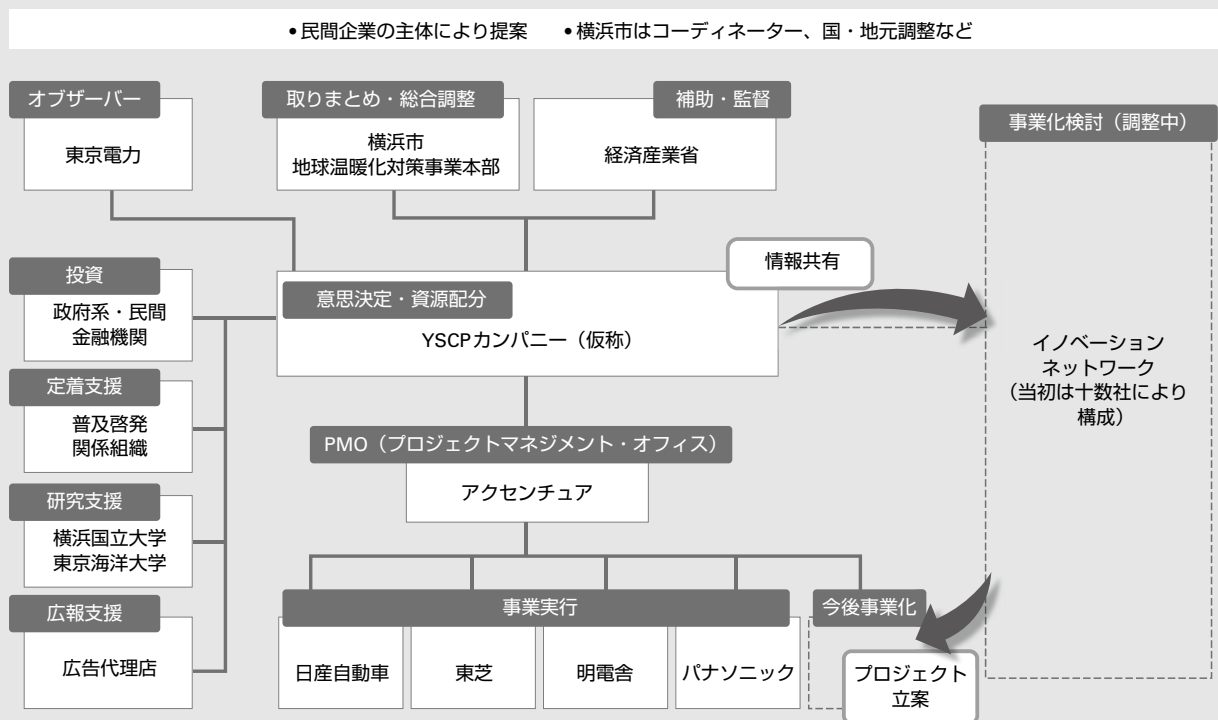 •民間企業の主体により提案　•横浜市はコーディネーター、国・地元調整など
オブザーバー
東京電力
取りまとめ・総合調整
横浜市
地球温暖化対策事業本部
補助・監督
経済産業省
事業化検討（調整中）
イノベーション
ネットワーク
（当初は十数社により
構成）
情報共有
意思決定・資源配分
YSCPカンパニー（仮称）
投資
政府系・民間
金融機関
定着支援
普及啓発
関係組織
研究支援
横浜国立大学
東京海洋大学
広報支援
広告代理店
PMO（プロジェクトマネジメント・オフィス）
アクセンチュア
事業実行
日産自動車
東芝
明電舎
パナソニック
今後事業化
プロジェクト
立案